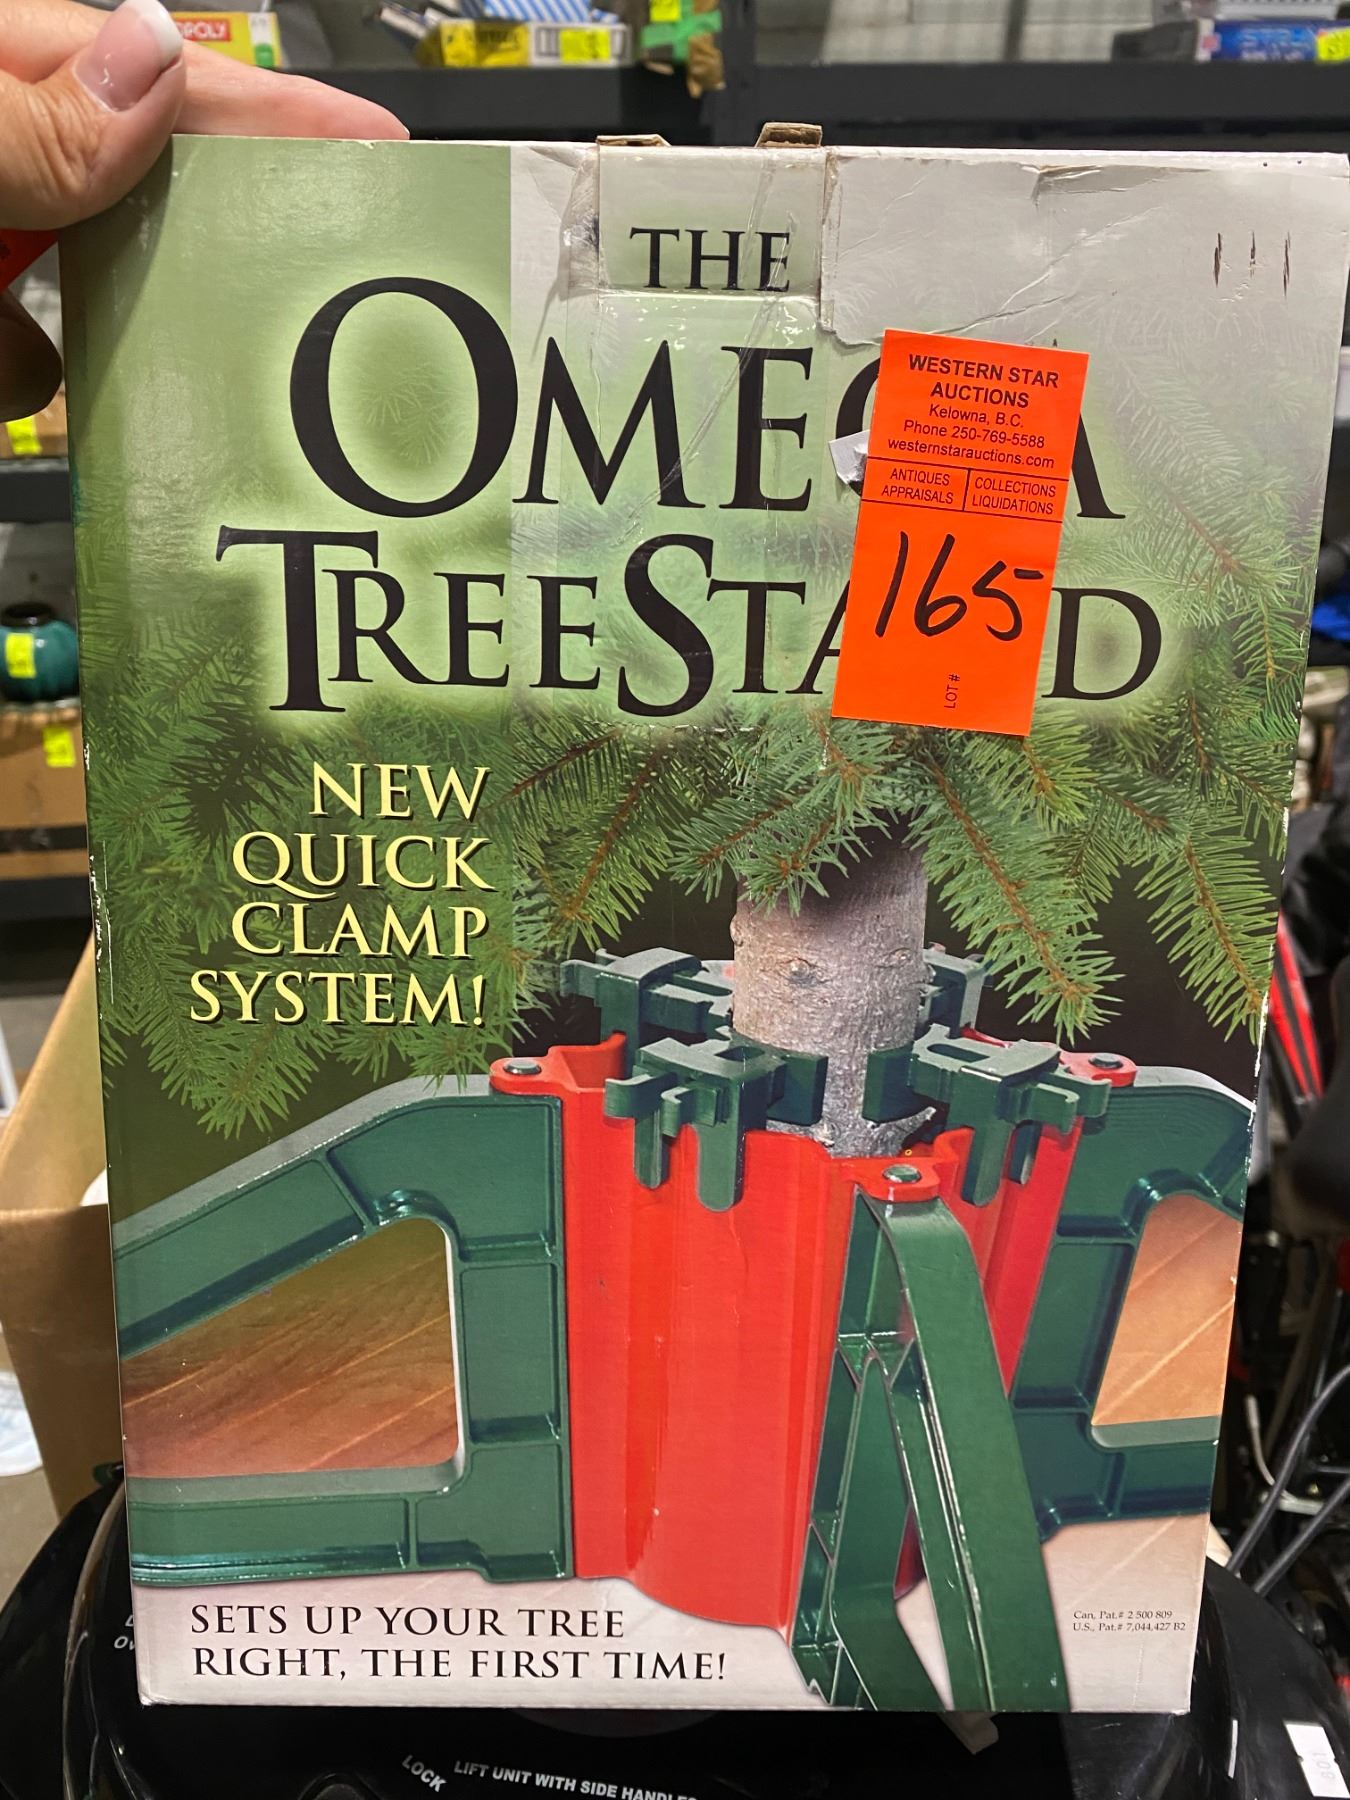 OPOLY
THE
OMEGA
TREESTAND
WESTERN STAR
AUCTIONS
Kelowna, B.C.
Phone 250-769-5588
westernstarauctions.com
ANTIQUES
APPRAISALS
COLLECTIONS
LIQUIDATIONS
165
LOT #
NEW
QUICK
CLAMP
SYSTEM!
SETS UP YOUR TREE
RIGHT, THE FIRST TIME!
Can, Pat.# 2 500 809
U.S., Pat.# 7,044,427 B2
LOCK
LIFT UNIT WITH SIDE HANDLES
801